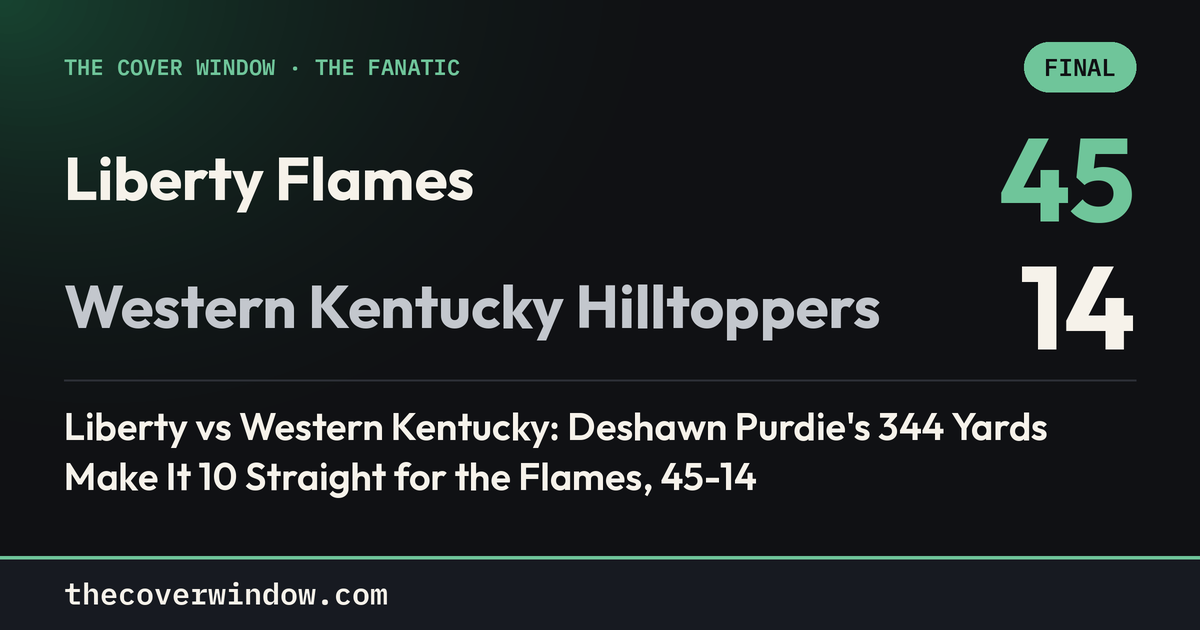 THE COVER WINDOW · THE FANATIC
FINAL
Liberty Flames
45
Western Kentucky Hilltoppers
14
Liberty vs Western Kentucky: Deshawn Purdie's 344 Yards
Make It 10 Straight for the Flames, 45-14
thecoverwindow.com